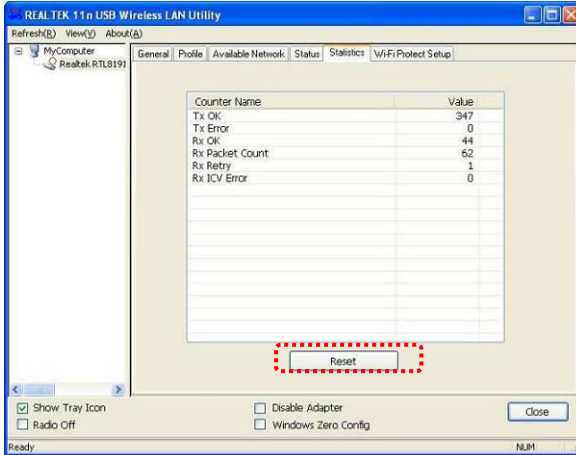 REALTEK 11n USB Wireless LAN Utility
Refresh(R) View(V) About(A)
MyComputer
Realtek RTL8191
General Profile Available Network Status Statistics Wi-Fi Protect Setup
Counter Name Value
Tx OK 347
Tx Error 0
Rx OK 44
Rx Packet Count 62
Rx Retry 1
Rx ICV Error 0
Reset
Show Tray Icon Disable Adapter
Radio Off Windows Zero Config
Close
Ready NUM